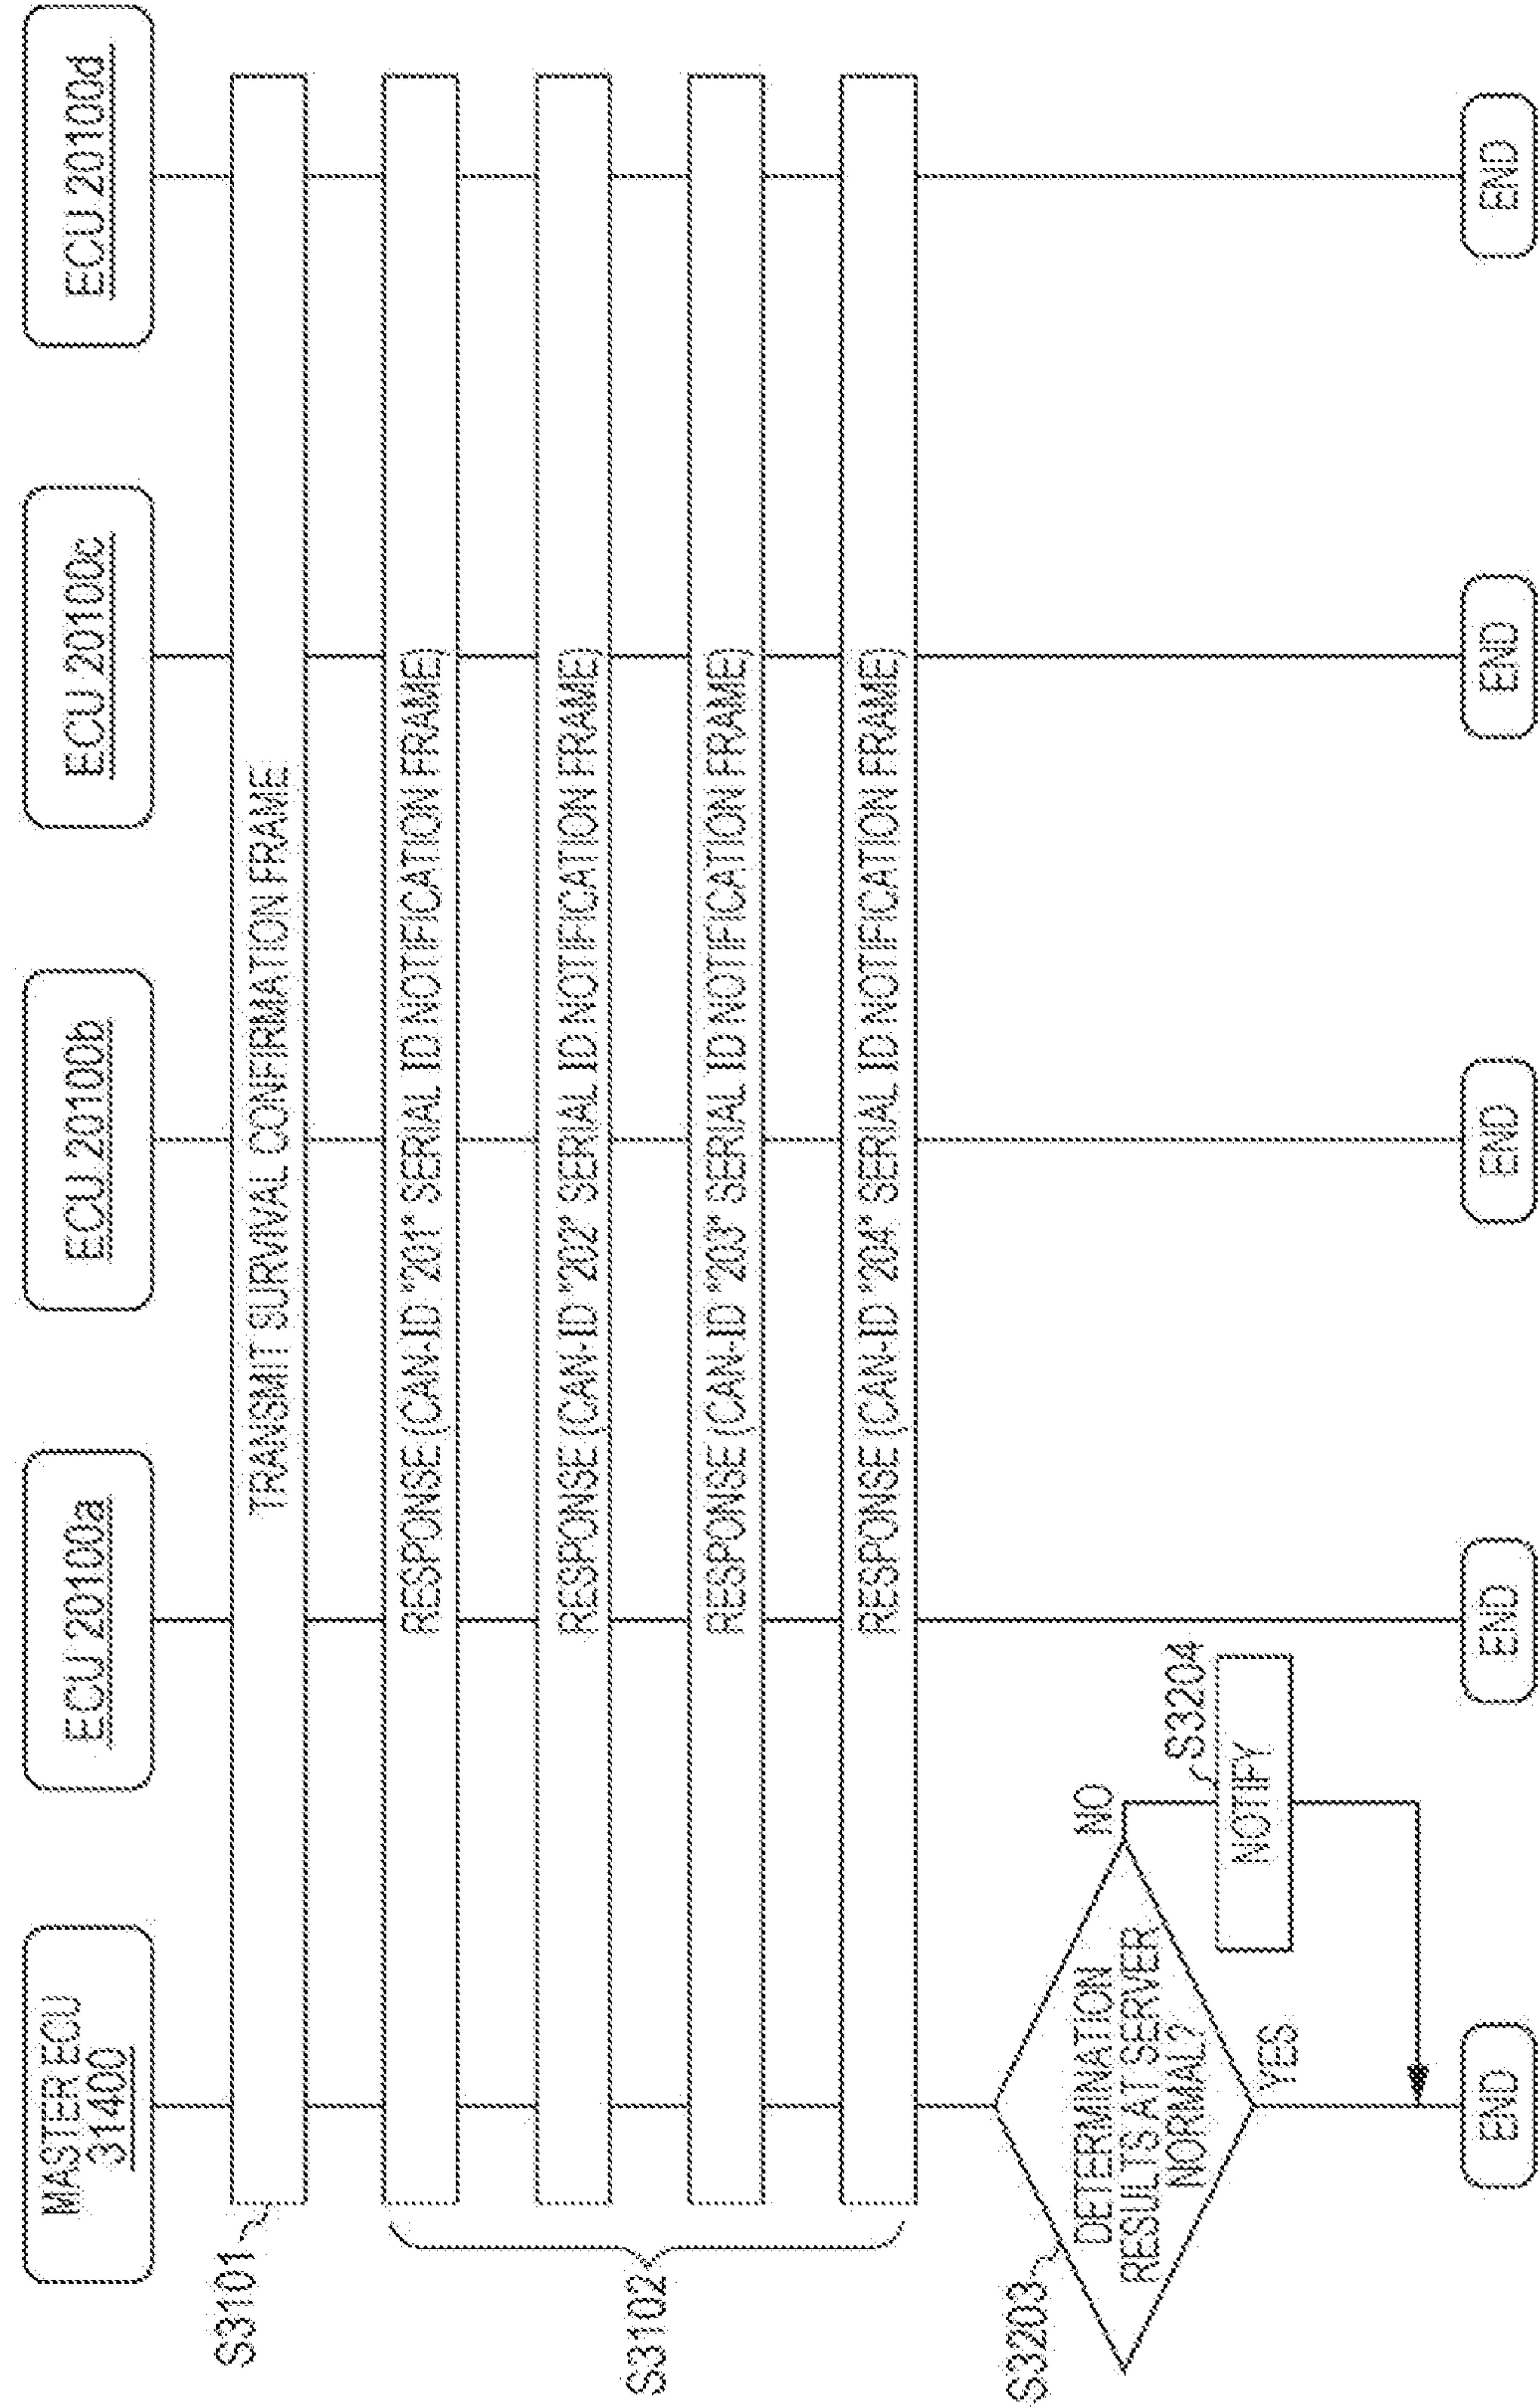 MASTER ECU
31400
ECU 20100a
ECU 20100b
ECU 20100c
ECU 20100d
S3101
TRANSMIT SURVIVAL CONFIRMATION FRAME
S3102
RESPONSE (CAN-ID "201" SERIAL ID NOTIFICATION FRAME)
RESPONSE (CAN-ID "202" SERIAL ID NOTIFICATION FRAME)
RESPONSE (CAN-ID "203" SERIAL ID NOTIFICATION FRAME)
RESPONSE (CAN-ID "204" SERIAL ID NOTIFICATION FRAME)
S3203
DETERMINATION
RESULTS AT SERVER
NORMAL?
NO
S3204
NOTIFY
YES
END
END
END
END
END